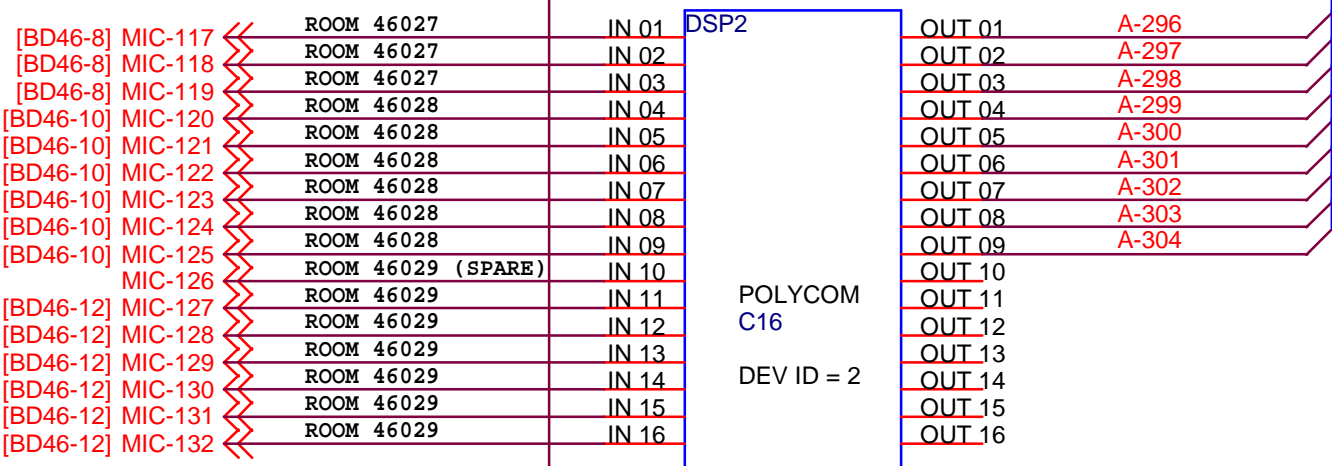 DSP2
[BD46-8] MIC-117 ROOM 46027 IN 01 OUT 01 A-296
[BD46-8] MIC-118 ROOM 46027 IN 02 OUT 02 A-297
[BD46-8] MIC-119 ROOM 46027 IN 03 OUT 03 A-298
[BD46-10] MIC-120 ROOM 46028 IN 04 OUT 04 A-299
[BD46-10] MIC-121 ROOM 46028 IN 05 OUT 05 A-300
[BD46-10] MIC-122 ROOM 46028 IN 06 OUT 06 A-301
[BD46-10] MIC-123 ROOM 46028 IN 07 OUT 07 A-302
[BD46-10] MIC-124 ROOM 46028 IN 08 OUT 08 A-303
[BD46-10] MIC-125 ROOM 46028 IN 09 OUT 09 A-304
MIC-126 ROOM 46029 (SPARE) IN 10 OUT 10
[BD46-12] MIC-127 ROOM 46029 IN 11 POLYCOM OUT 11
[BD46-12] MIC-128 ROOM 46029 IN 12 C16 OUT 12
[BD46-12] MIC-129 ROOM 46029 IN 13 OUT 13
[BD46-12] MIC-130 ROOM 46029 IN 14 DEV ID = 2 OUT 14
[BD46-12] MIC-131 ROOM 46029 IN 15 OUT 15
[BD46-12] MIC-132 ROOM 46029 IN 16 OUT 16